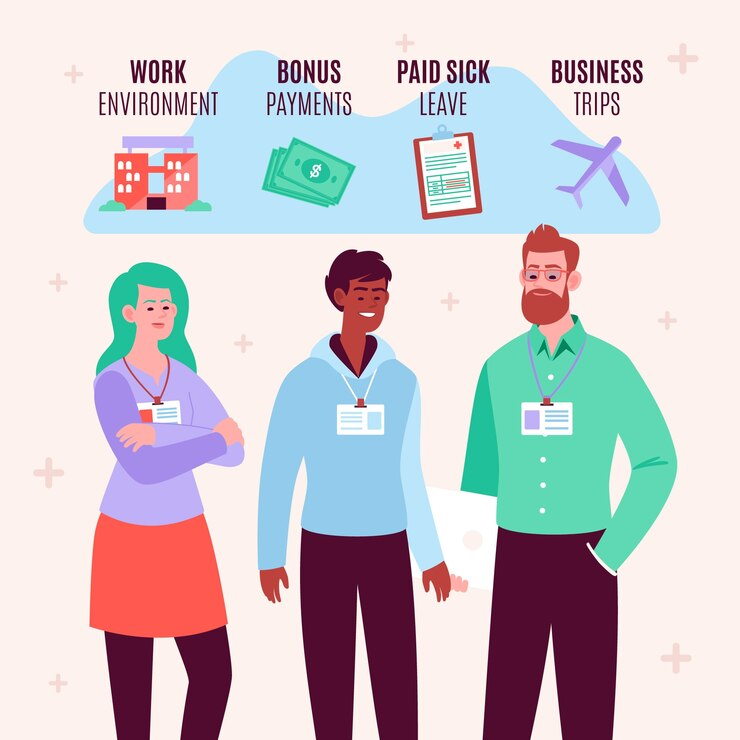 WORK
ENVIRONMENT
BONUS
PAYMENTS
PAID SICK
LEAVE
BUSINESS
TRIPS
$